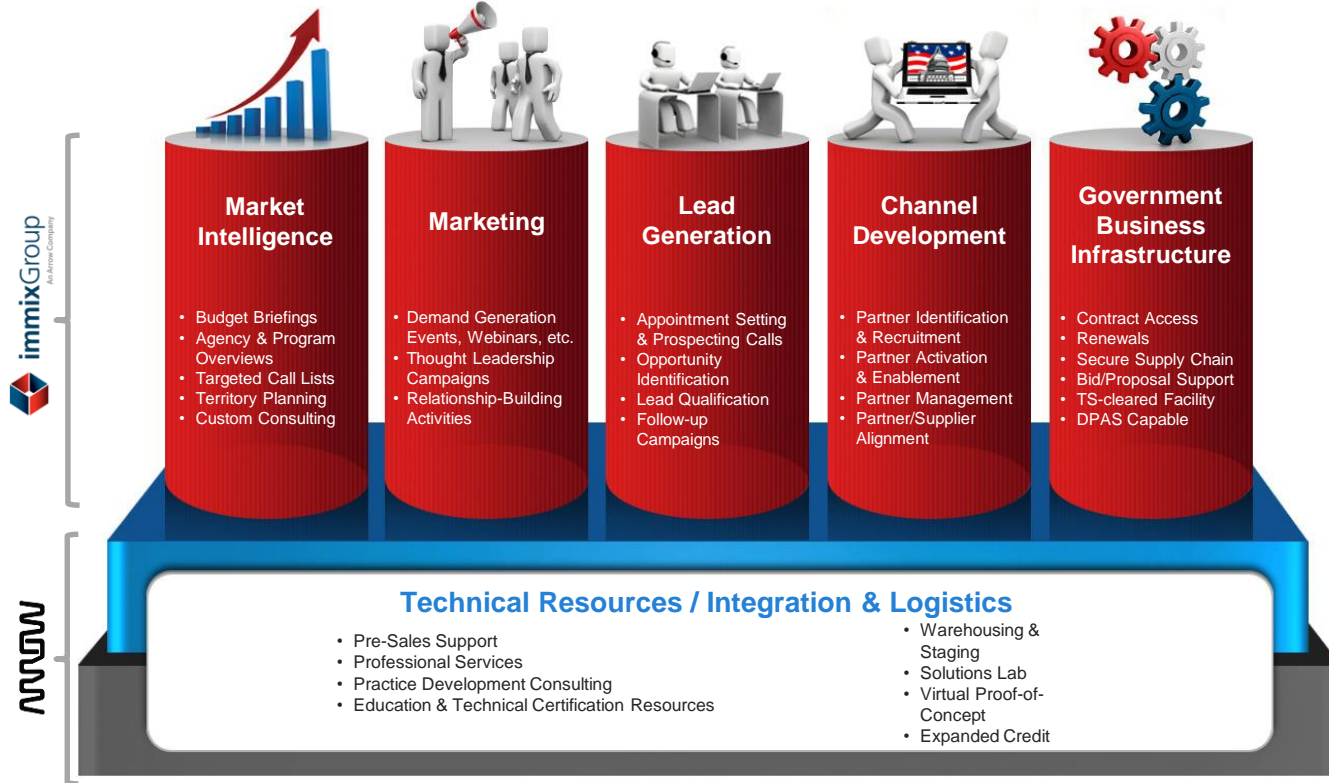 immixGroup
An Arrow Company
Market
Intelligence
• Budget Briefings
• Agency & Program
Overviews
• Targeted Call Lists
• Territory Planning
• Custom Consulting
Marketing
• Demand Generation
Events, Webinars, etc.
• Thought Leadership
Campaigns
• Relationship-Building
Activities
Lead
Generation
• Appointment Setting
& Prospecting Calls
• Opportunity
Identification
• Lead Qualification
• Follow-up
Campaigns
Channel
Development
• Partner Identification
& Recruitment
• Partner Activation
& Enablement
• Partner Management
• Partner/Supplier
Alignment
Government
Business
Infrastructure
• Contract Access
• Renewals
• Secure Supply Chain
• Bid/Proposal Support
• TS-cleared Facility
• DPAS Capable
ARROW
Technical Resources / Integration & Logistics
• Pre-Sales Support
• Professional Services
• Practice Development Consulting
• Education & Technical Certification Resources
• Warehousing &
Staging
• Solutions Lab
• Virtual Proof-of-
Concept
• Expanded Credit